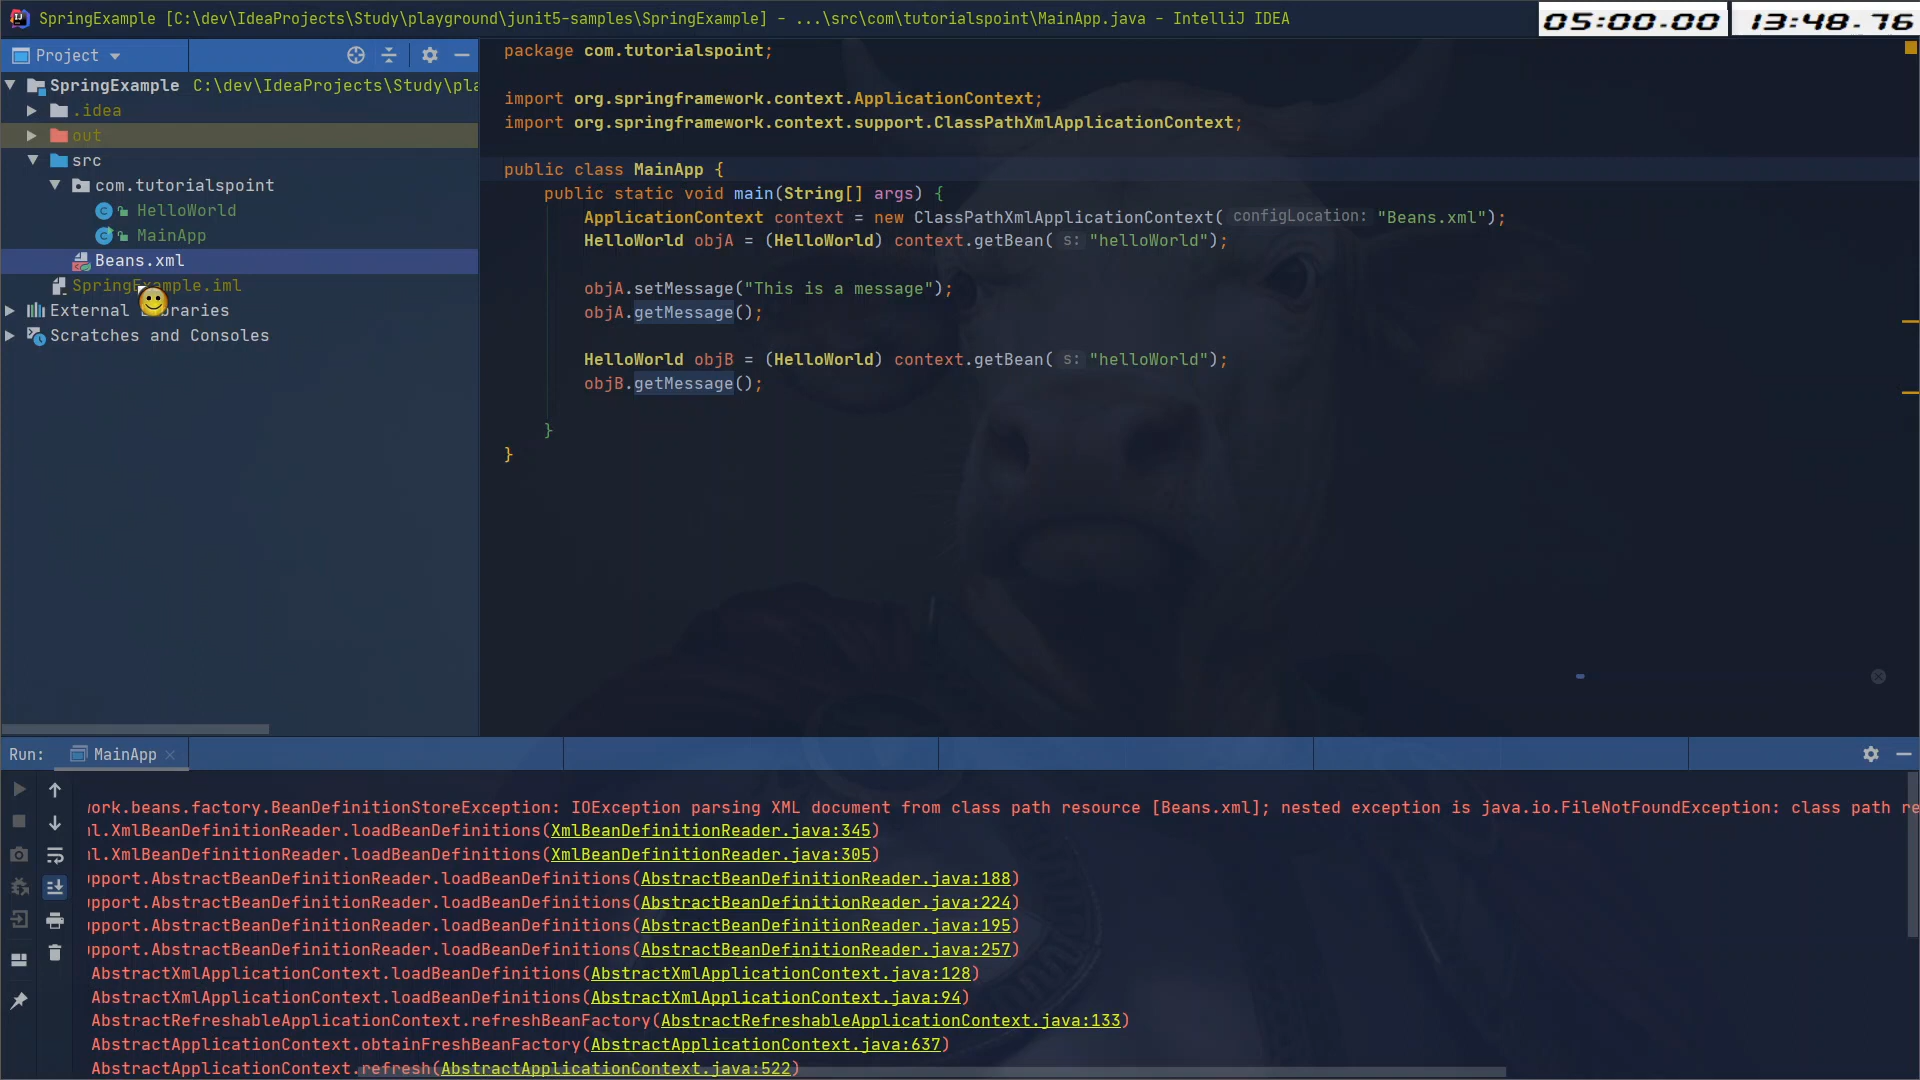 SpringExample [C:\dev\IdeaProjects\Study\playground\junit5-samples\SpringExample] - ...\src\com\tutorialspoint\MainApp.java - IntelliJ IDEA
05:00.00 13:48.76
Project
SpringExample C:\dev\IdeaProjects\Study\pla
.idea
out
src
com.tutorialspoint
HelloWorld
MainApp
Beans.xml
SpringExample.iml
External Libraries
Scratches and Consoles
package com.tutorialspoint;
import org.springframework.context.ApplicationContext;
import org.springframework.context.support.ClassPathXmlApplicationContext;
public class MainApp {
public static void main(String[] args) {
ApplicationContext context = new ClassPathXmlApplicationContext( configLocation: "Beans.xml");
HelloWorld objA = (HelloWorld) context.getBean( s: "helloWorld");
objA.setMessage("This is a message");
objA.getMessage();
HelloWorld objB = (HelloWorld) context.getBean( s: "helloWorld");
objB.getMessage();
}
}
Run: MainApp
work.beans.factory.BeanDefinitionStoreException: IOException parsing XML document from class path resource [Beans.xml]; nested exception is java.io.FileNotFoundException: class path re
l.XmlBeanDefinitionReader.loadBeanDefinitions(XmlBeanDefinitionReader.java:345)
l.XmlBeanDefinitionReader.loadBeanDefinitions(XmlBeanDefinitionReader.java:305)
pport.AbstractBeanDefinitionReader.loadBeanDefinitions(AbstractBeanDefinitionReader.java:188)
pport.AbstractBeanDefinitionReader.loadBeanDefinitions(AbstractBeanDefinitionReader.java:224)
pport.AbstractBeanDefinitionReader.loadBeanDefinitions(AbstractBeanDefinitionReader.java:195)
pport.AbstractBeanDefinitionReader.loadBeanDefinitions(AbstractBeanDefinitionReader.java:257)
AbstractXmlApplicationContext.loadBeanDefinitions(AbstractXmlApplicationContext.java:128)
AbstractXmlApplicationContext.loadBeanDefinitions(AbstractXmlApplicationContext.java:94)
AbstractRefreshableApplicationContext.refreshBeanFactory(AbstractRefreshableApplicationContext.java:133)
AbstractApplicationContext.obtainFreshBeanFactory(AbstractApplicationContext.java:637)
AbstractApplicationContext.refresh(AbstractApplicationContext.java:522)